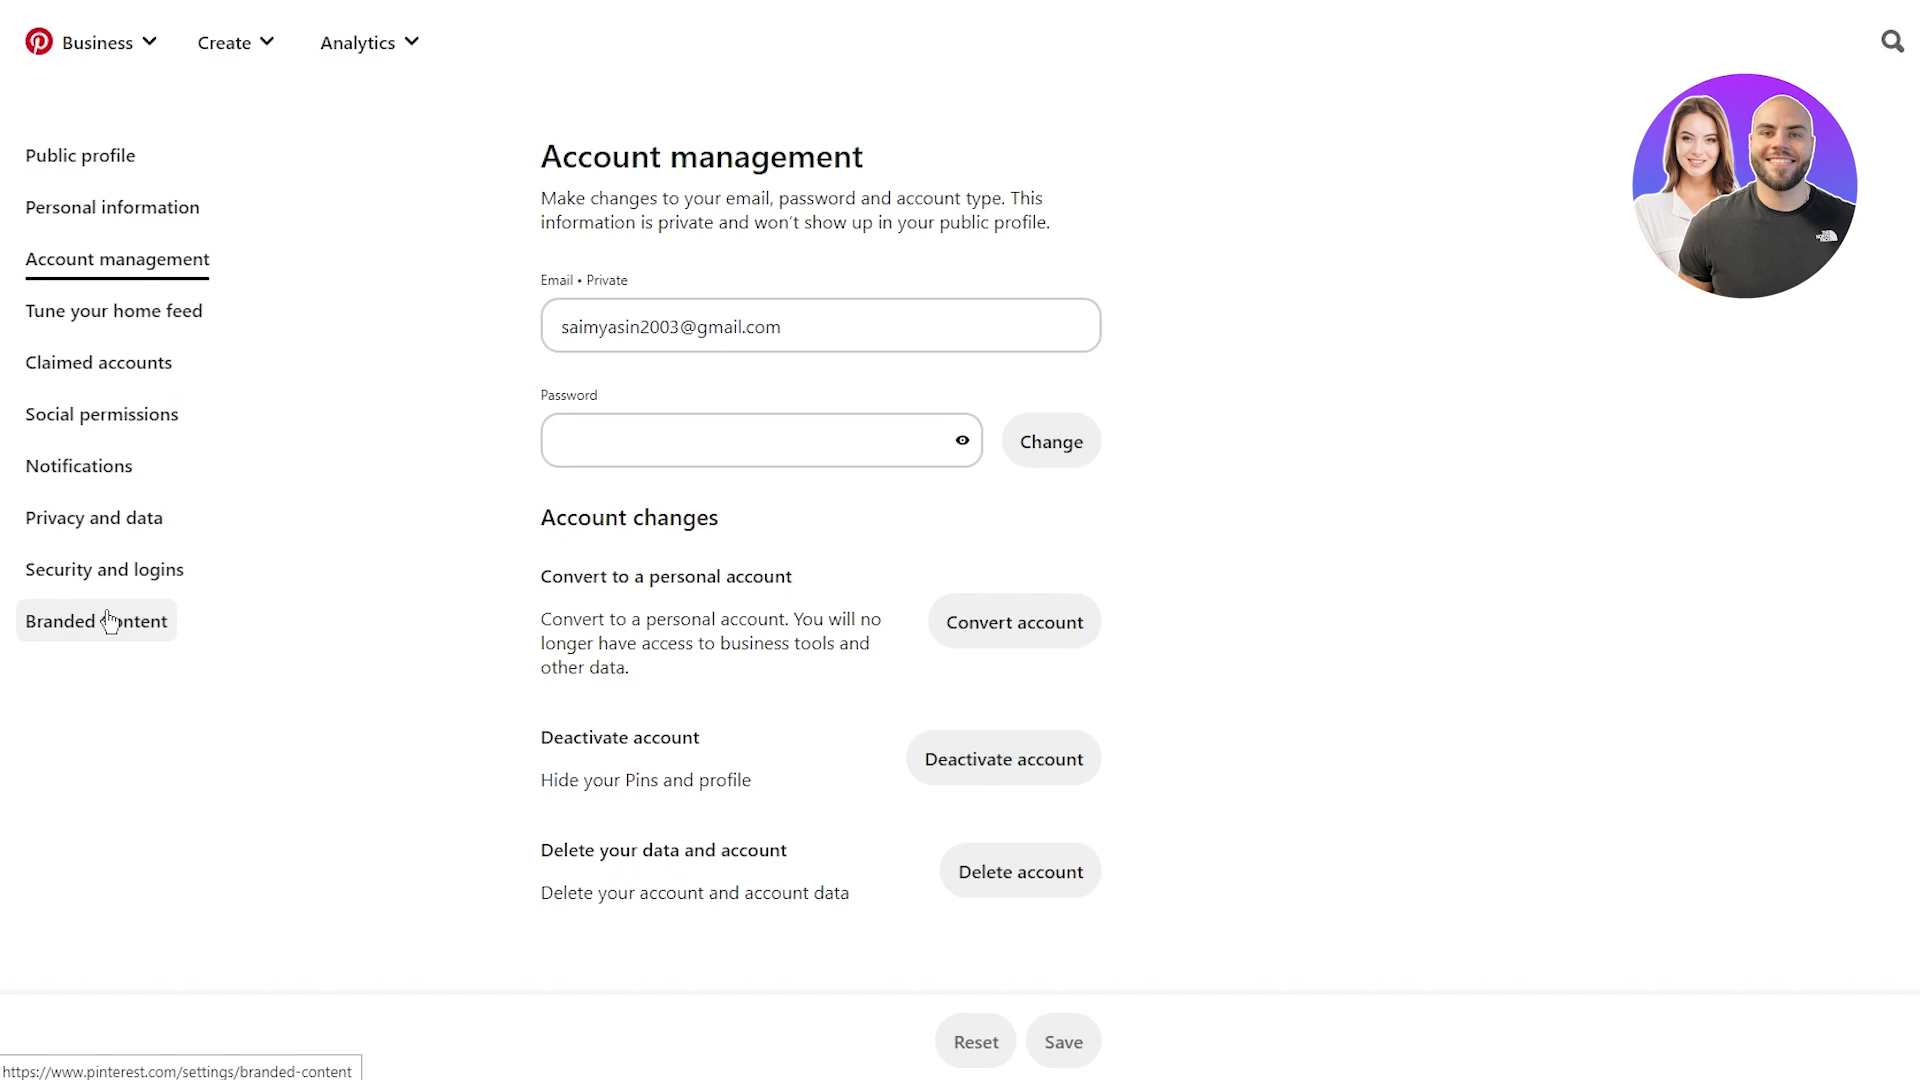 Business
Create
Analytics
Public profile
Personal information
Account management
Tune your home feed
Claimed accounts
Social permissions
Notifications
Privacy and data
Security and logins
Branded content
Account management
Make changes to your email, password and account type. This
information is private and won't show up in your public profile.
Email • Private
saimyasin2003@gmail.com
Password
Change
Account changes
Convert to a personal account
Convert to a personal account. You will no
longer have access to business tools and
other data.
Convert account
Deactivate account
Hide your Pins and profile
Deactivate account
Delete your data and account
Delete your account and account data
Delete account
Reset
Save
https://www.pinterest.com/settings/branded-content